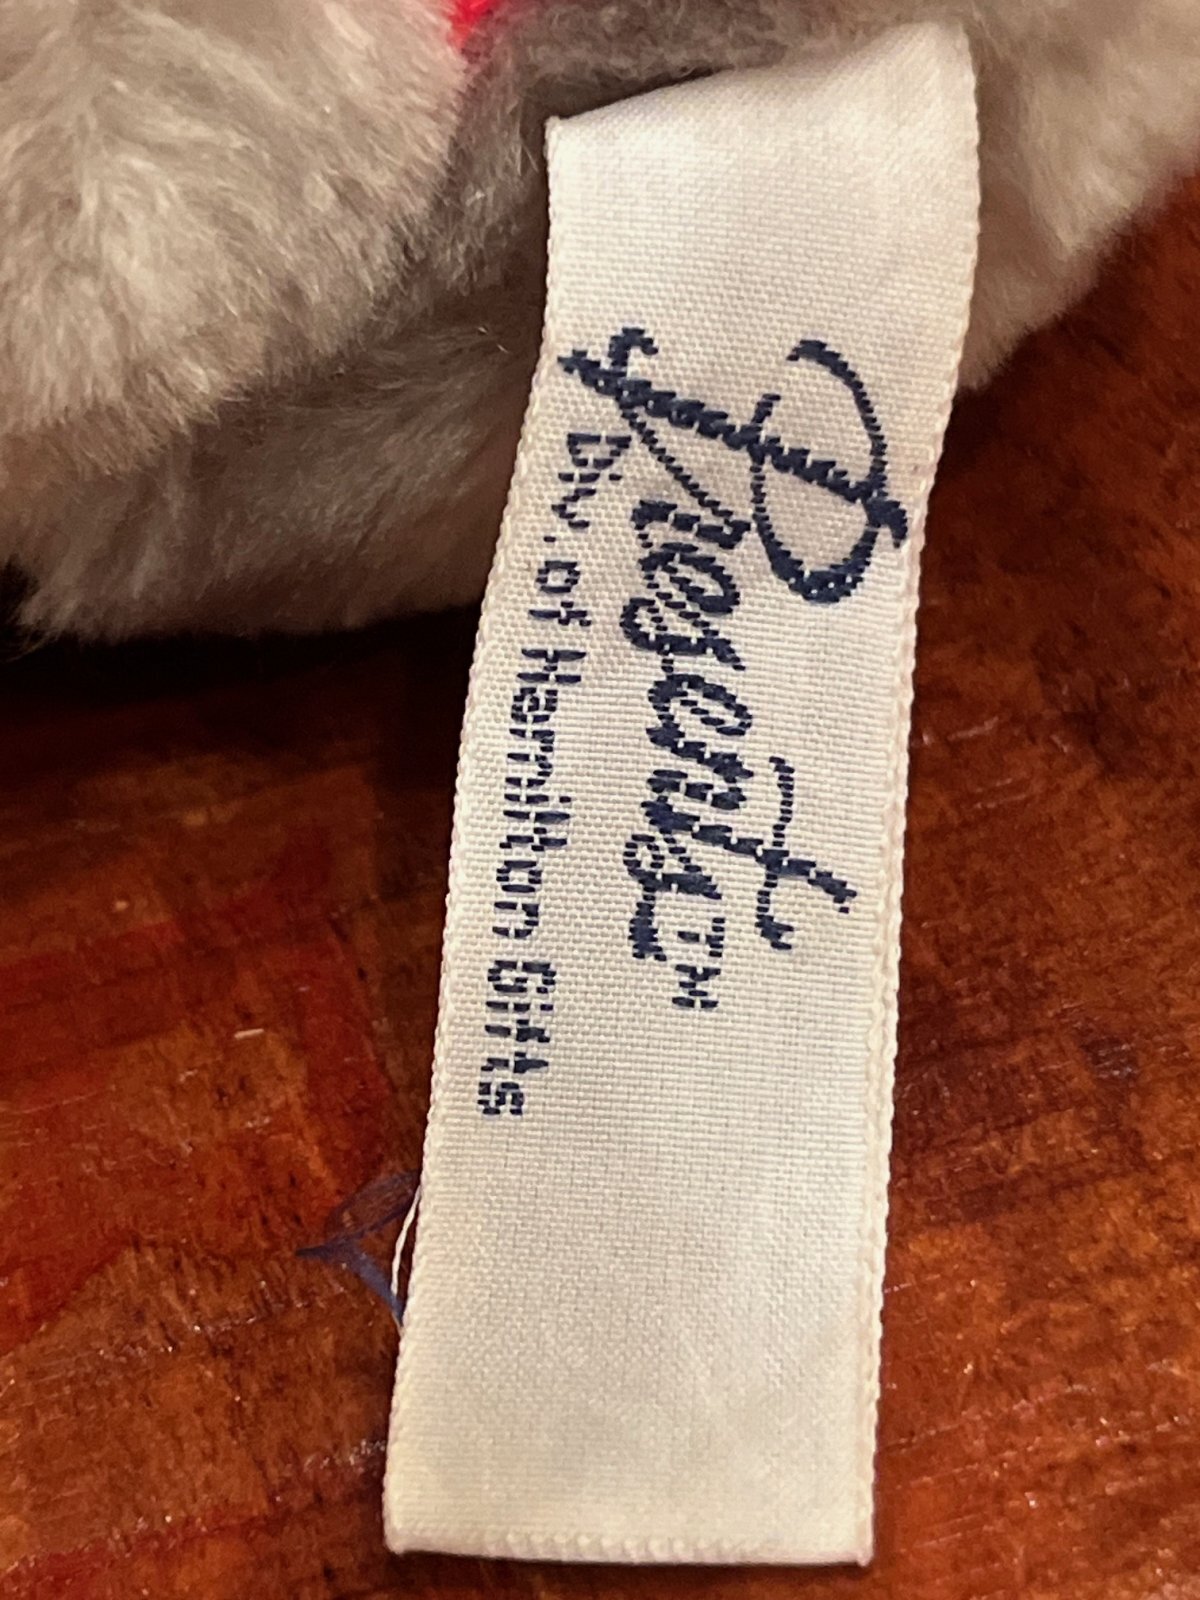 Presents™
Div. of Hamilton Gifts